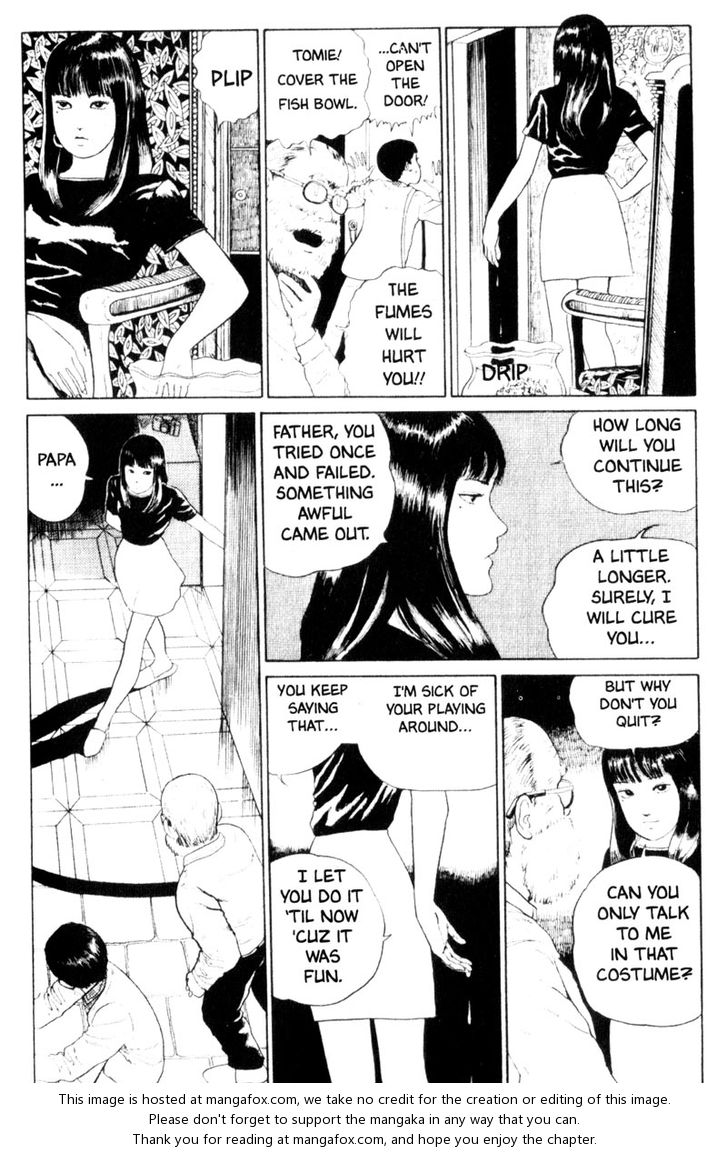 PLIP
TOMIE!
COVER THE
FISH BOWL.
...CAN'T
OPEN
THE
DOOR!
THE
FUMES
WILL
HURT
YOU!!
DRIP
PAPA
...
FATHER, YOU
TRIED ONCE
AND FAILED.
SOMETHING
AWFUL
CAME OUT.
HOW LONG
WILL YOU
CONTINUE
THIS?
A LITTLE
LONGER.
SURELY, I
WILL CURE
YOU...
YOU KEEP
SAYING
THAT...
I'M SICK OF
YOUR PLAYING
AROUND...
I LET
YOU DO IT
'TIL NOW
'CUZ IT
WAS
FUN.
BUT WHY
DON'T YOU
QUIT?
CAN YOU
ONLY TALK
TO ME
IN THAT
COSTUME?
This image is hosted at mangafox.com, we take no credit for the creation or editing of this image.
Please don't forget to support the mangaka in any way that you can.
Thank you for reading at mangafox.com, and hope you enjoy the chapter.